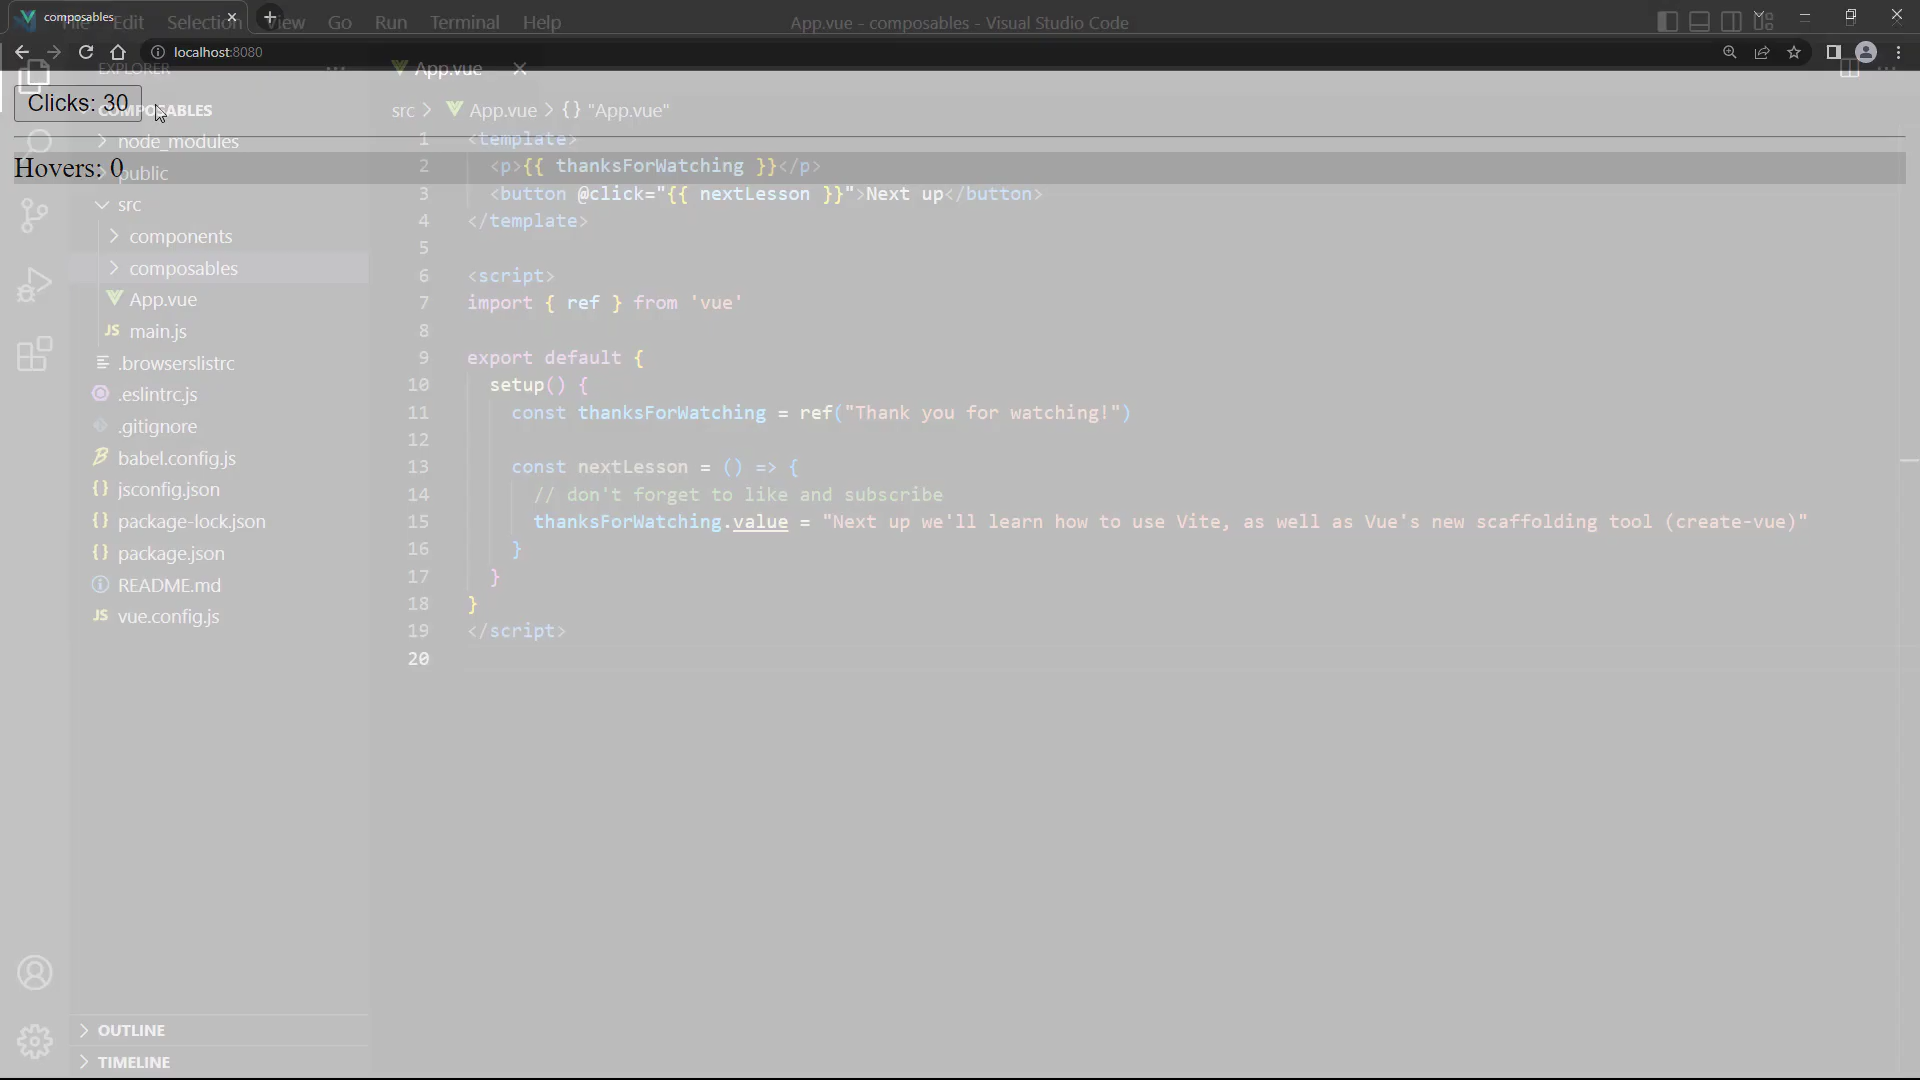 composables
File Edit Selection View Go Run Terminal Help
App.vue - composables - Visual Studio Code
localhost:8080
EXPLORER
App.vue
Clicks: 30
COMPOSABLES
src > App.vue > {} "App.vue"
node_modules
Hovers: 0
public
src
components
composables
App.vue
JS main.js
.browserslistrc
.eslintrc.js
.gitignore
babel.config.js
{} jsconfig.json
{} package-lock.json
{} package.json
README.md
JS vue.config.js
OUTLINE
TIMELINE
1 <template>
2 <p>{{ thanksForWatching }}</p>
3 <button @click="{{ nextLesson }}">Next up</button>
4 </template>
5
6 <script>
7 import { ref } from 'vue'
8
9 export default {
10 setup() {
11 const thanksForWatching = ref("Thank you for watching!")
12
13 const nextLesson = () => {
14 // don't forget to like and subscribe
15 thanksForWatching.value = "Next up we'll learn how to use Vite, as well as Vue's new scaffolding tool (create-vue)"
16 }
17 }
18 }
19 </script>
20